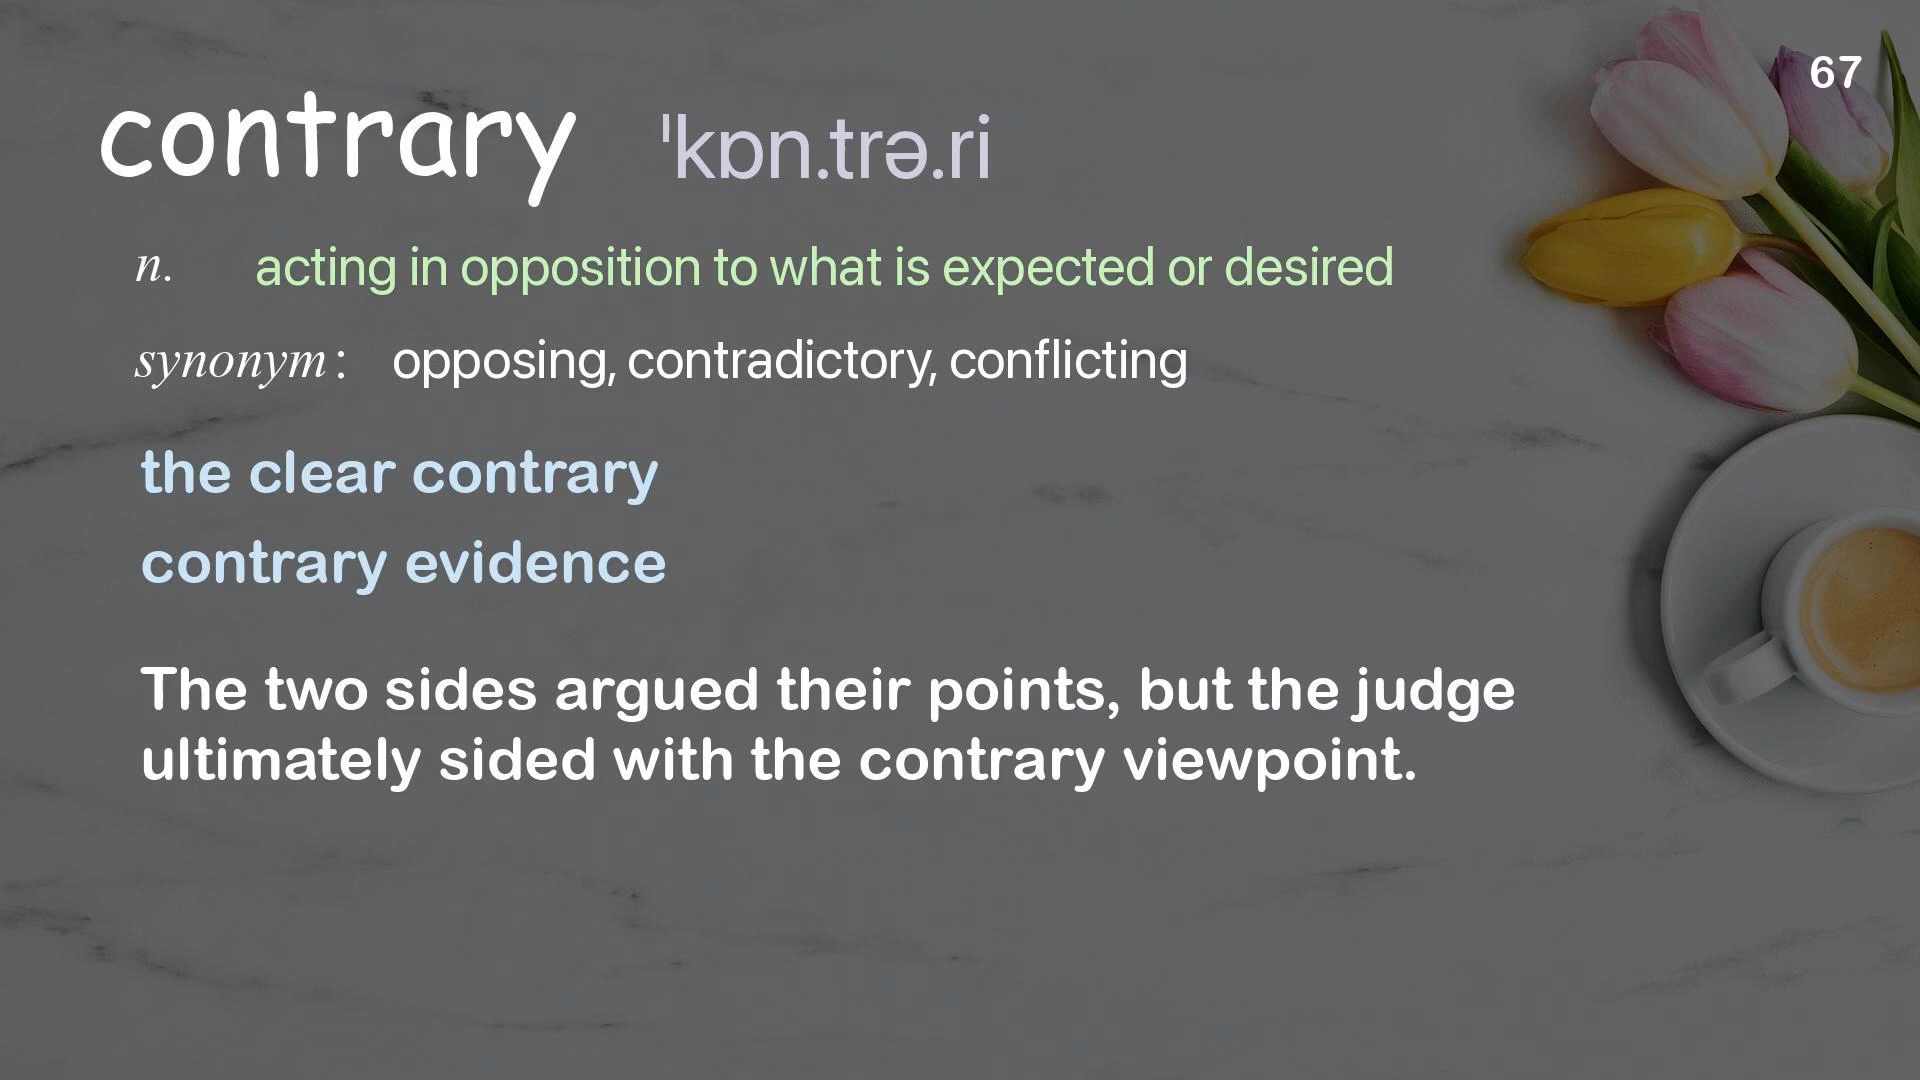 67
contrary ˈkɒn.trə.ri
n. acting in opposition to what is expected or desired
synonym: opposing, contradictory, conflicting
the clear contrary
contrary evidence
The two sides argued their points, but the judge
ultimately sided with the contrary viewpoint.